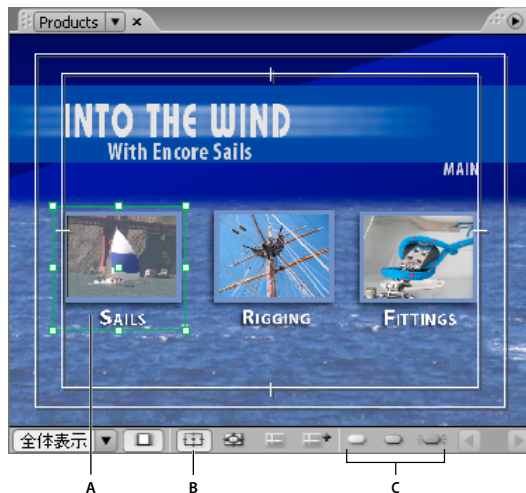 Products
INTO THE WIND
With Encore Sails
MAIN
SAILS RIGGING FITTINGS
全体表示
A B C